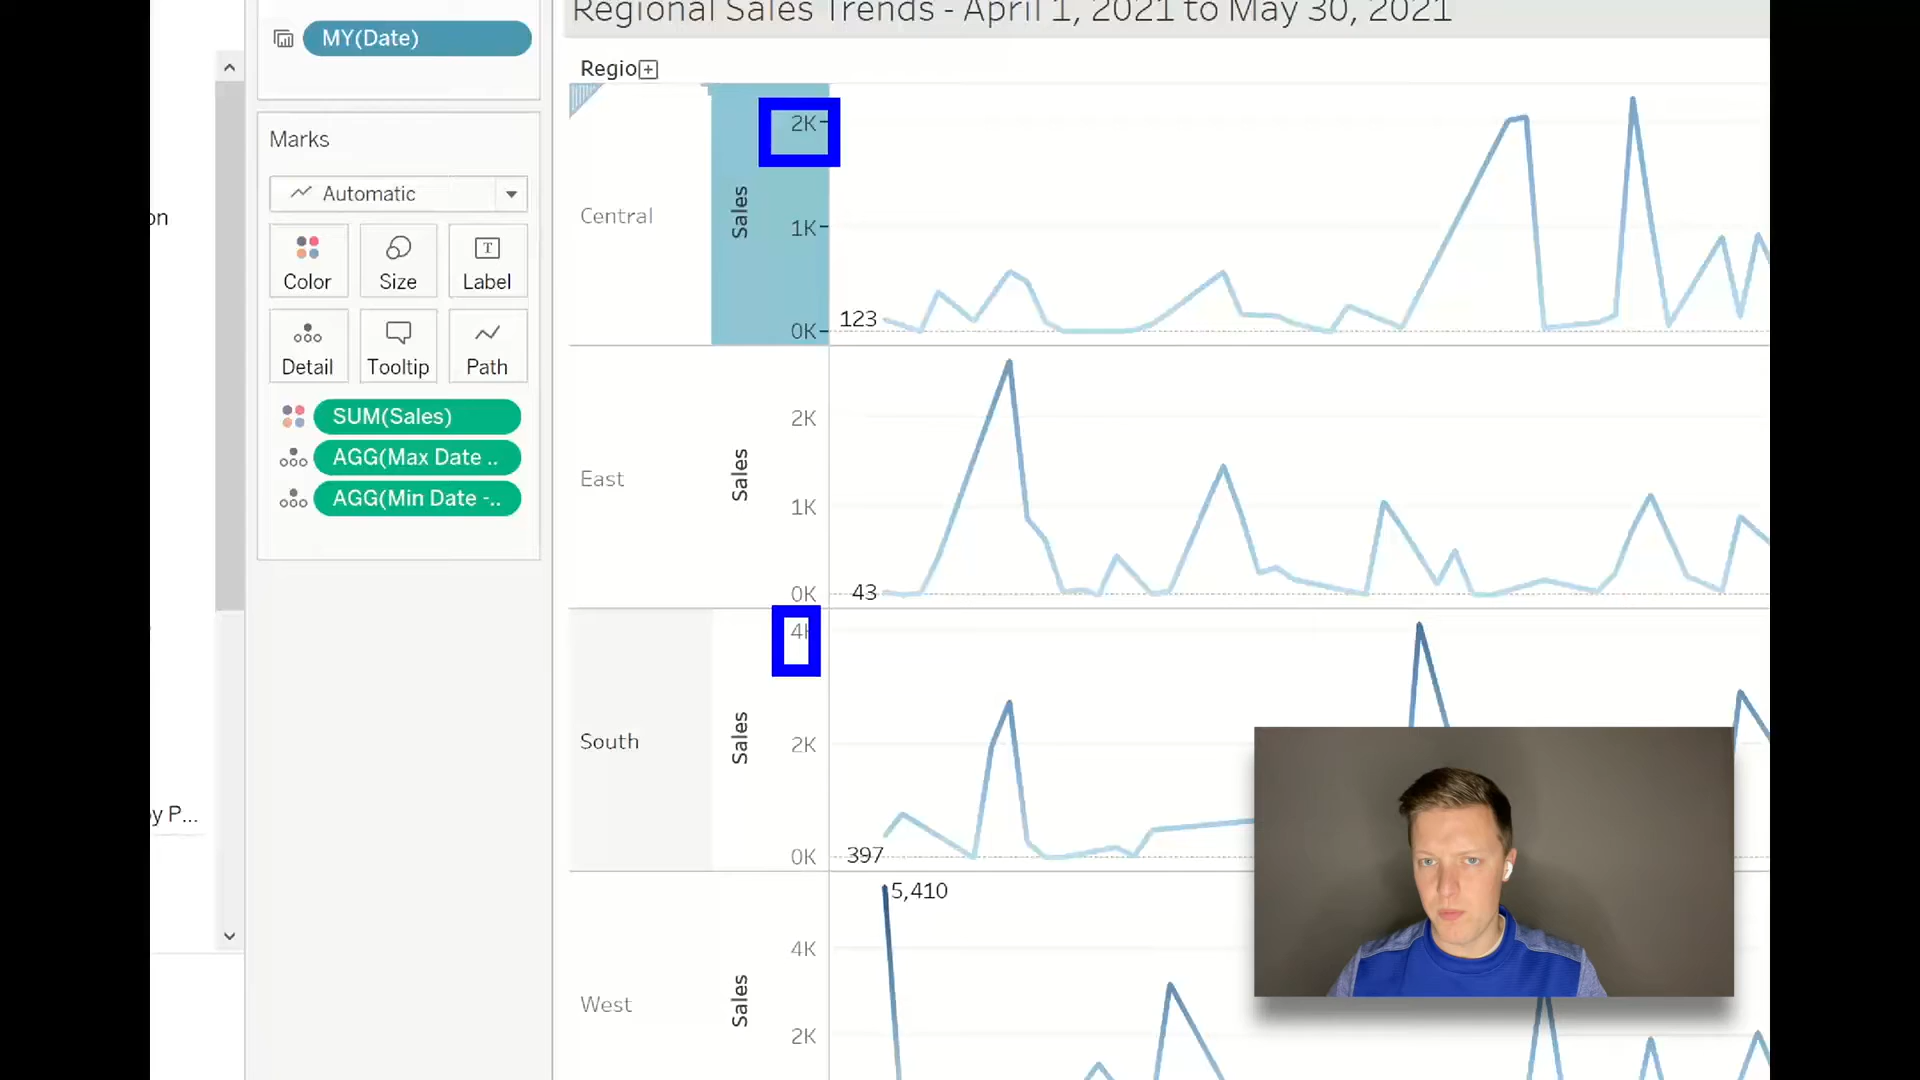 MY(Date)
Marks
Automatic
Color
Size
Label
Detail
Tooltip
Path
SUM(Sales)
AGG(Max Date ..
AGG(Min Date -..
on
y P...
Regional Sales Trends - April 1, 2021 to May 30, 2021
Regio
Central
Sales
2K
1K
0K
123
East
Sales
2K
1K
0K
43
South
Sales
4K
2K
0K
397
West
Sales
4K
2K
5,410